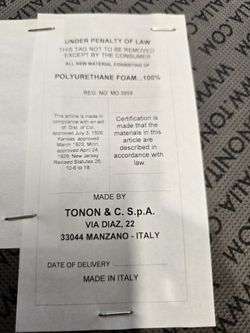 UNDER PENALTY OF LAW
THIS TAG NOT TO BE REMOVED
EXCEPT BY THE CONSUMER
ALL NEW MATERIAL CONSISTING OF
POLYURETHANE FOAM...100%
REG. NO. MD 3959
This article is made in
compliance with an act
of Dist. of Col.
approved July 3, 1926;
Kansas, approved
March 1923; Minn.
approved April 24,
1929; New Jersey
Revised Statutes 26:
10-6 to 18
Certification is
made that the
materials in this
article are
described in
accordance with
law.
MADE BY
TONON & C. S.p.A.
VIA DIAZ, 22
33044 MANZANO - ITALY
DATE OF DELIVERY
MADE IN ITALY